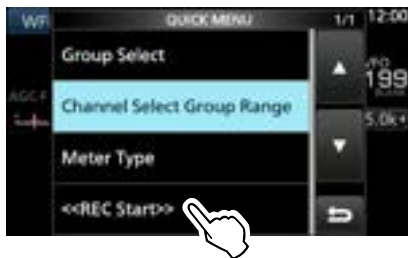 WF
QUICK MENU
1/1
12:00
Group Select
VFO
199
AGC-F
Channel Select Group Range
5.0k+
Meter Type
<<REC Start>>